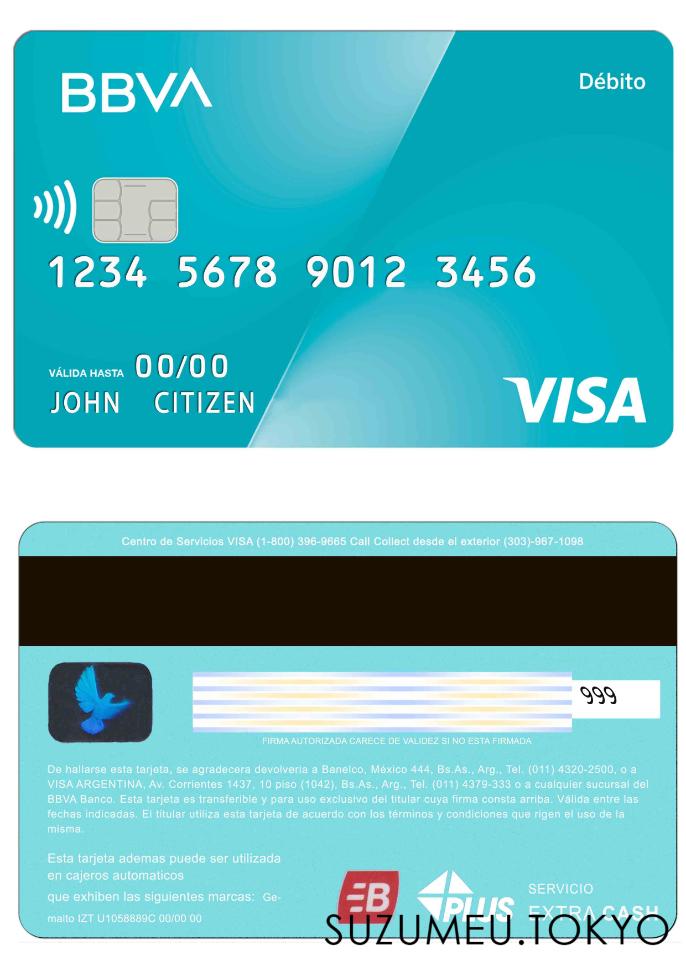 BBVA
Débito
1234 5678 9012 3456
VÁLIDA HASTA 00/00
JOHN CITIZEN
VISA
Centro de Servicios VISA (1-800) 396-9665 Call Collect desde el exterior (303)-967-1098
999
FIRMA AUTORIZADA CARECE DE VALIDEZ SI NO ESTA FIRMADA
De hallarse esta tarjeta, se agradecera devolveria a Banelco, México 444, Bs.As., Arg., Tel. (011) 4320-2500, o a
VISA ARGENTINA, Av. Corrientes 1437, 10 piso (1042), Bs.As., Arg., Tel. (011) 4379-333 o a cualquier sucursal del
BBVA Banco. Esta tarjeta es transferible y para uso exclusivo del titular cuya firma consta arriba. Válida entre las
fechas indicadas. El titular utiliza esta tarjeta de acuerdo con los términos y condiciones que rigen el uso de la
misma.
Esta tarjeta ademas puede ser utilizada
en cajeros automaticos
que exhiben las siguientes marcas: Ge-
malto IZT U1058889C 00/00 00
B
PLUS
SERVICIO
EXTRA CASH
SUZUMEU.TOKYO